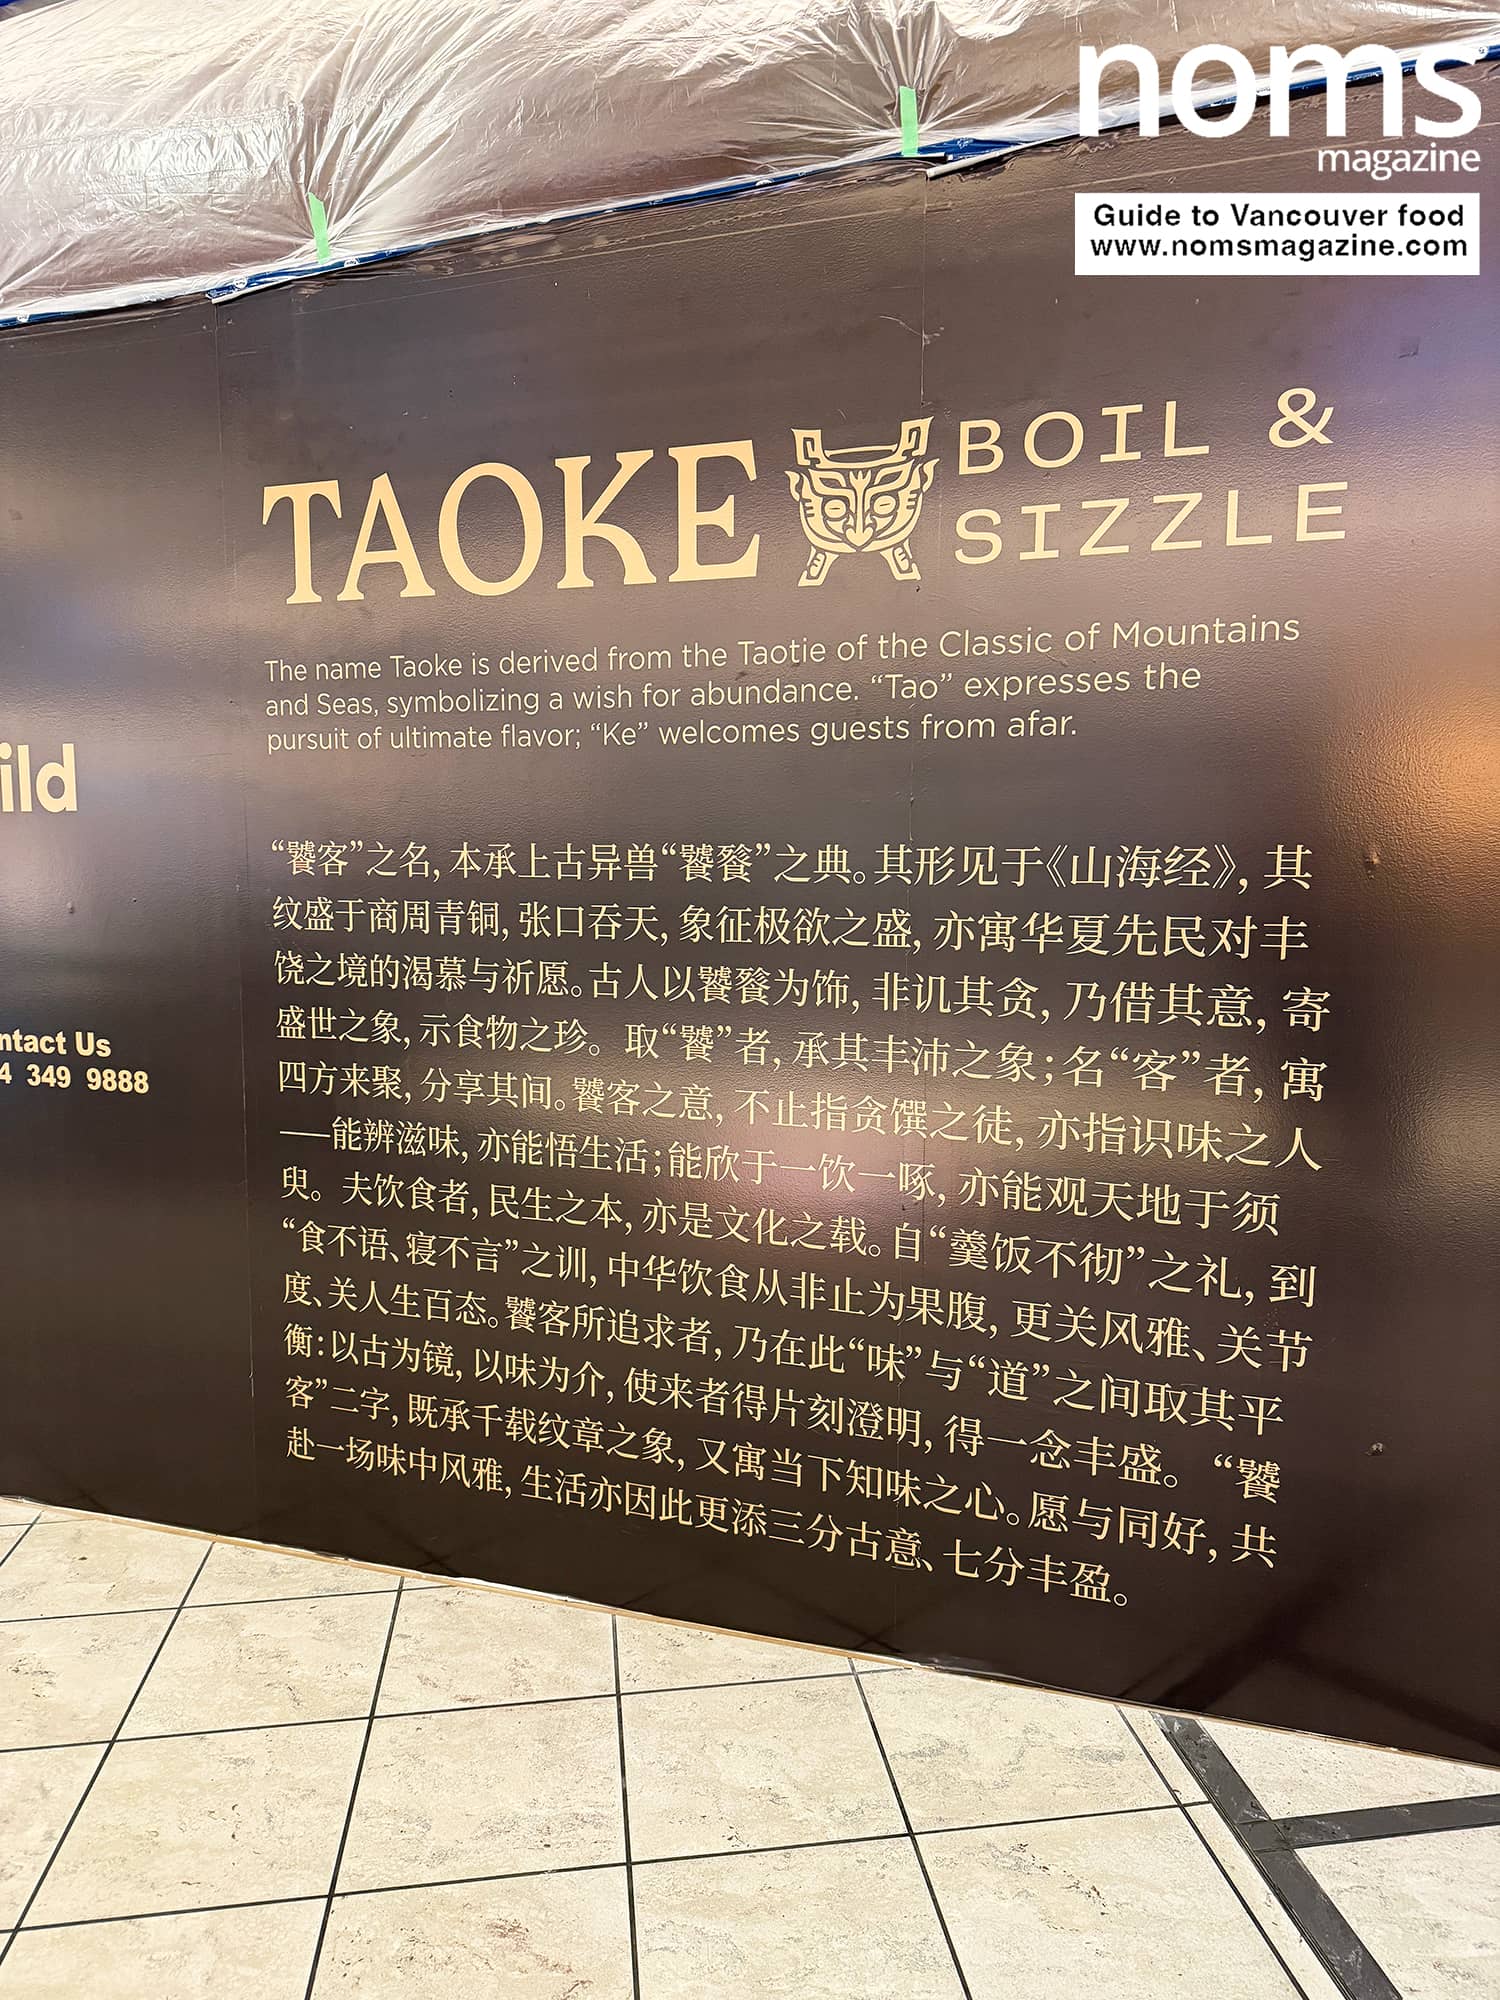 noms
magazine
Guide to Vancouver food
www.nomsmagazine.com
TAOKE
BOIL &
SIZZLE
The name Taoke is derived from the Taotie of the Classic of Mountains
and Seas, symbolizing a wish for abundance. “Tao” expresses the
pursuit of ultimate flavor; “Ke” welcomes guests from afar.
ild
ntact Us
4 349 9888
“饕客”之名, 本承上古异兽“饕餮”之典。其形见于《山海经》, 其
纹盛于商周青铜, 张口吞天, 象征极欲之盛, 亦寓华夏先民对丰
饶之境的渴慕与祈愿。古人以饕餮为饰, 非讥其贪, 乃借其意, 寄
盛世之象, 示食物之珍。取“饕”者, 承其丰沛之象; 名“客”者, 寓
四方来聚, 分享其间。饕客之意, 不止指贪馔之徒, 亦指识味之人
——能辨滋味, 亦能悟生活; 能欣于一饮一啄, 亦能观天地于须
臾。夫饮食者, 民生之本, 亦是文化之载。自“羹饭不彻”之礼, 到
“食不语、寝不言”之训, 中华饮食从非止为果腹, 更关风雅、关节
度、关人生百态。饕客所追求者, 乃在此“味”与“道”之间取其平
衡: 以古为镜, 以味为介, 使来者得片刻澄明, 得一念丰盛。“饕
客”二字, 既承千载纹章之象, 又寓当下知味之心。愿与同好, 共
赴一场味中风雅, 生活亦因此更添三分古意、七分丰盈。